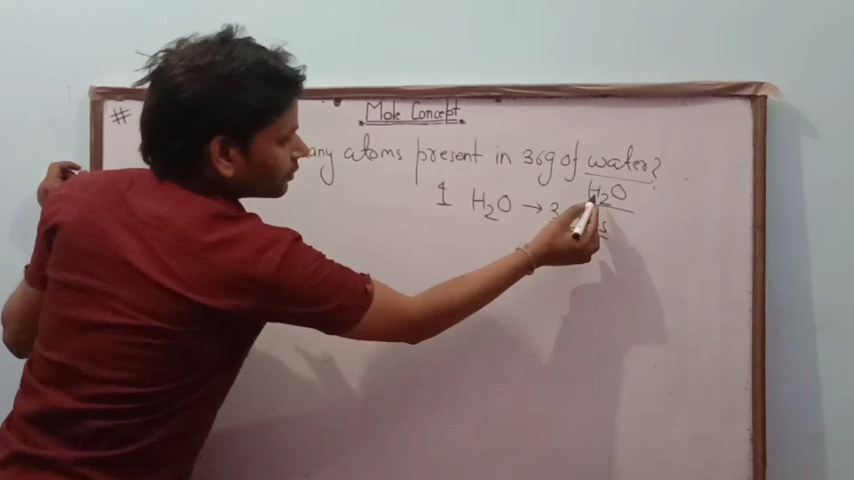 # Mole Concept
any atoms present in 36g of water?
H₂O
1 H₂O → 3
s